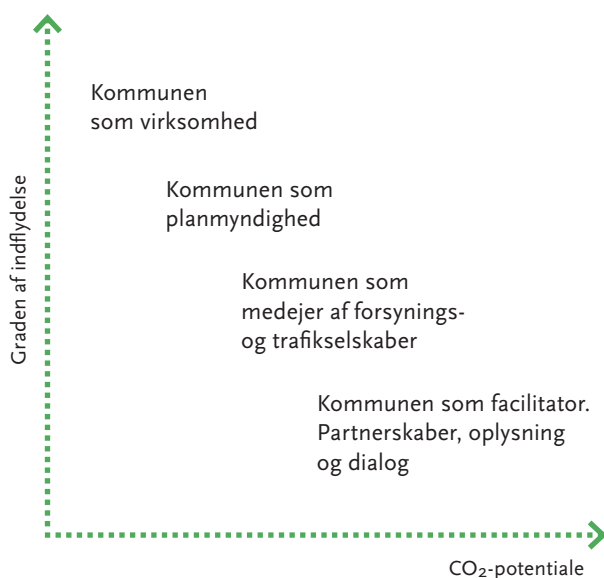 Kommunen
som virksomhed
Kommunen som
planmyndighed
Kommunen som
medejer af forsynings-
og trafikselskaber
Kommunen som facilitator.
Partnerskaber, oplysning
og dialog
Graden af indflydelse
CO₂-potentiale